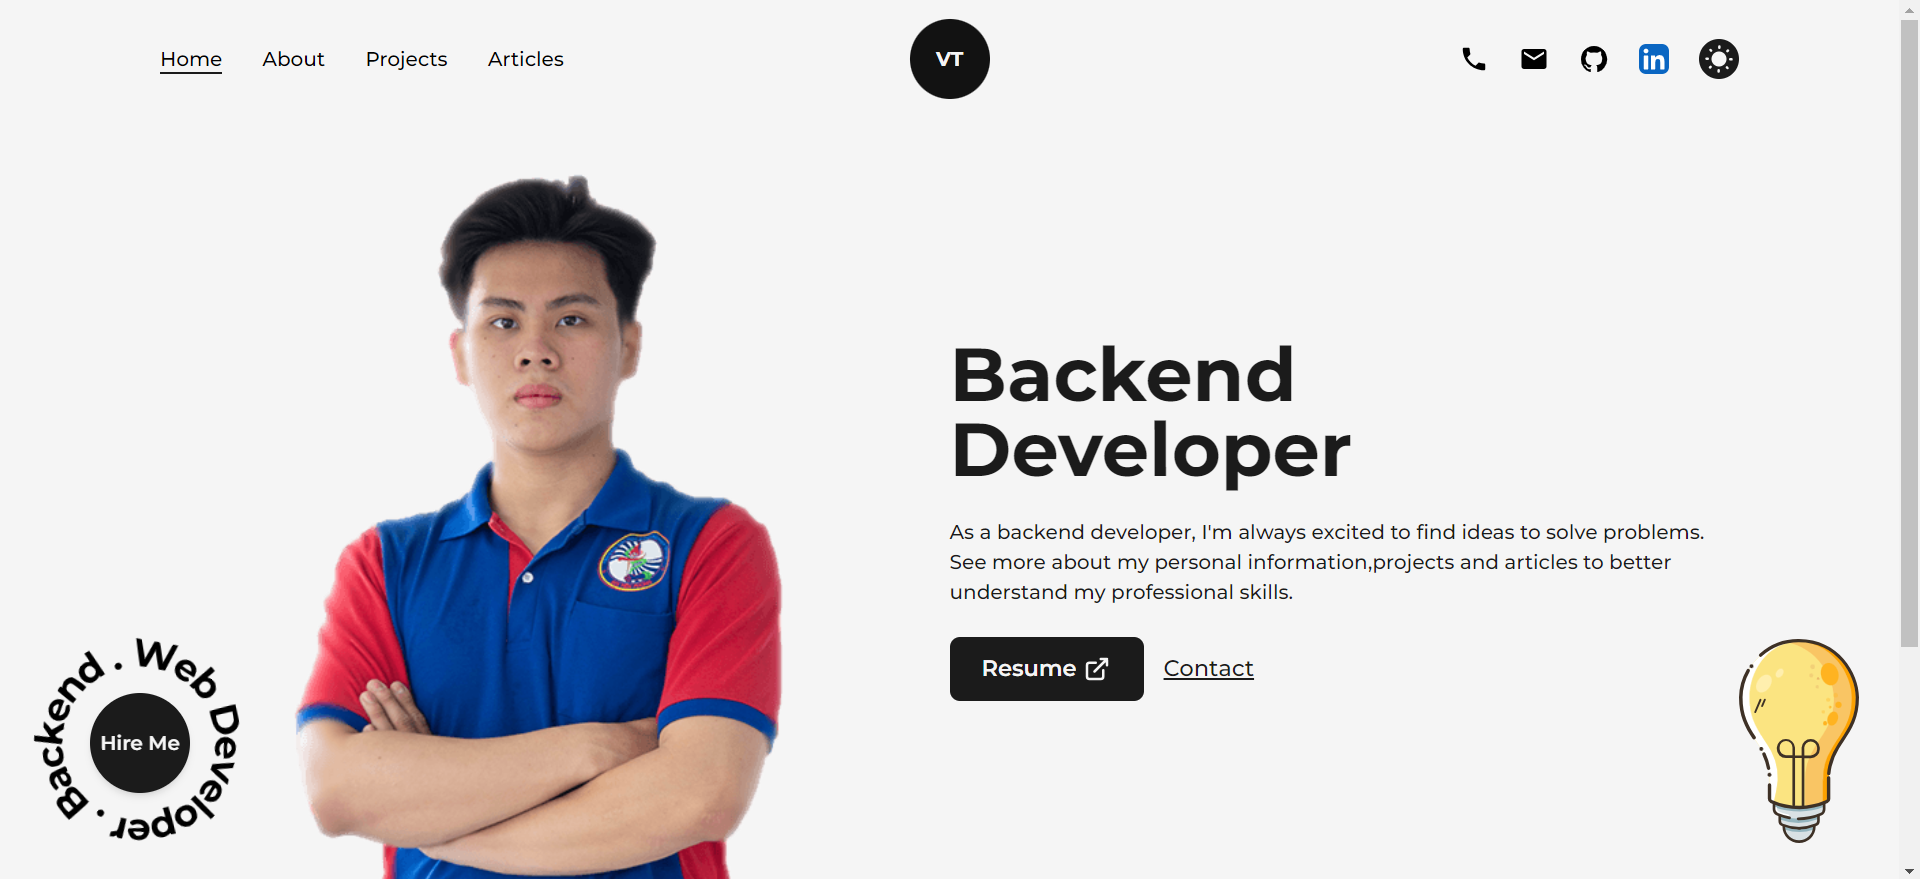 Home
About
Projects
Articles
VT
in
Backend
Developer
As a backend developer, I'm always excited to find ideas to solve problems.
See more about my personal information,projects and articles to better
understand my professional skills.
Resume
Contact
Web Developer . Backend .
Hire Me